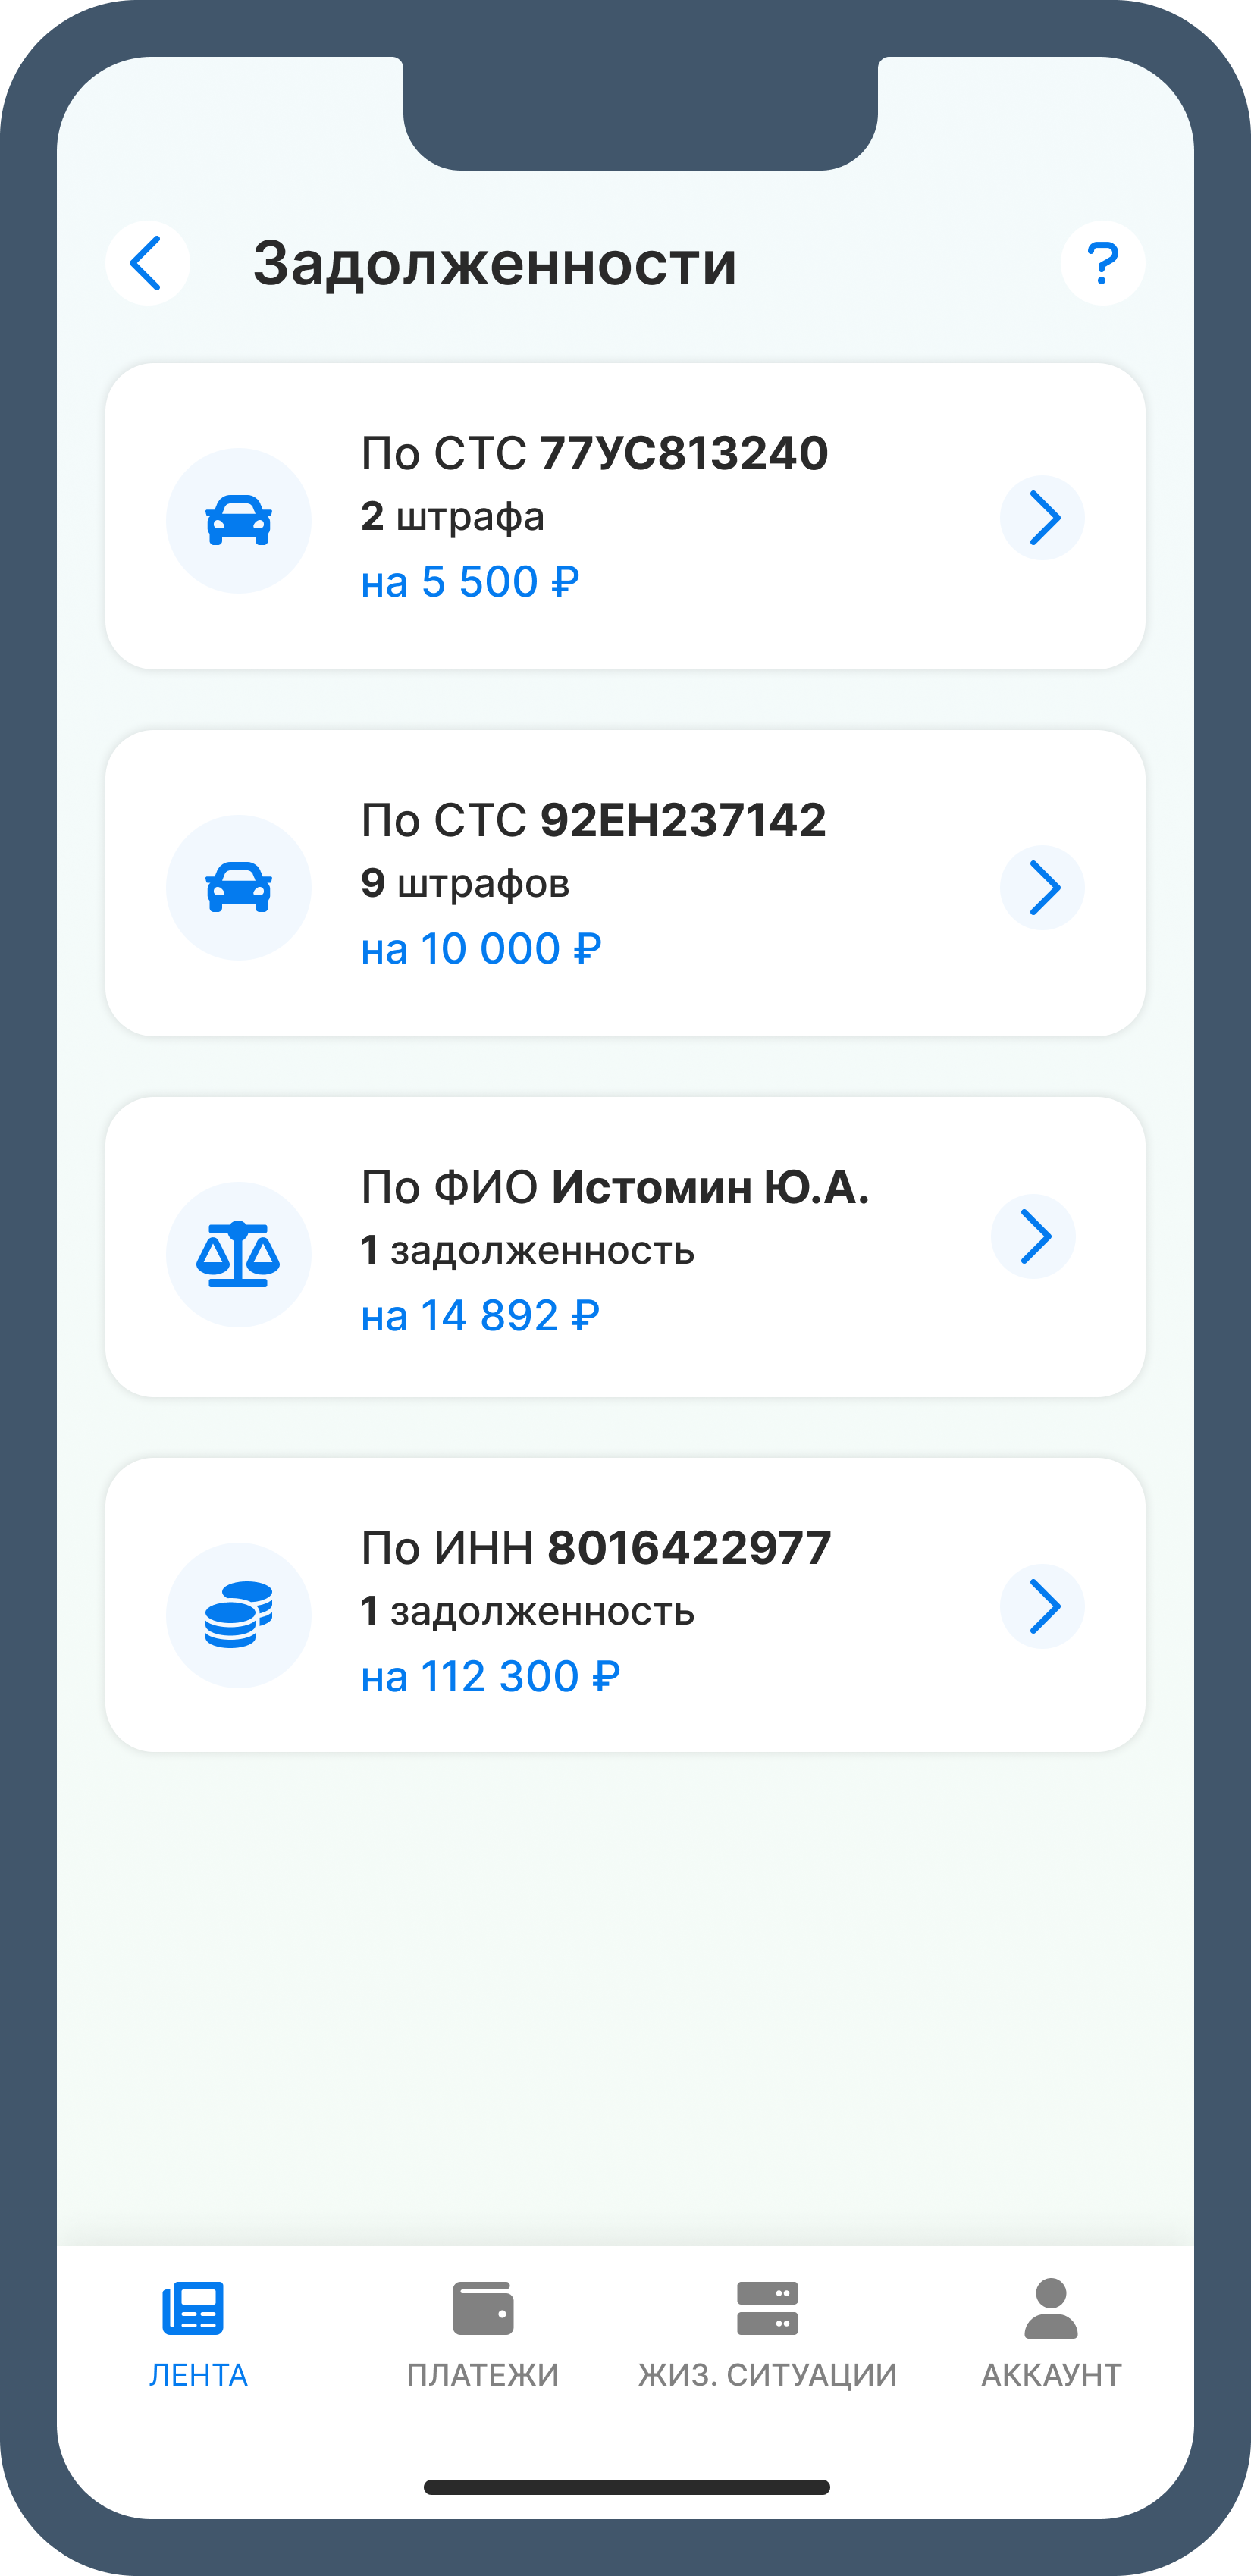 Задолженности
?
По СТС 77УС813240
2 штрафа
на 5 500 ₽
По СТС 92ЕН237142
9 штрафов
на 10 000 ₽
По ФИО Истомин Ю.А.
1 задолженность
на 14 892 ₽
По ИНН 8016422977
1 задолженность
на 112 300 ₽
ЛЕНТА ПЛАТЕЖИ ЖИЗ. СИТУАЦИИ АККАУНТ